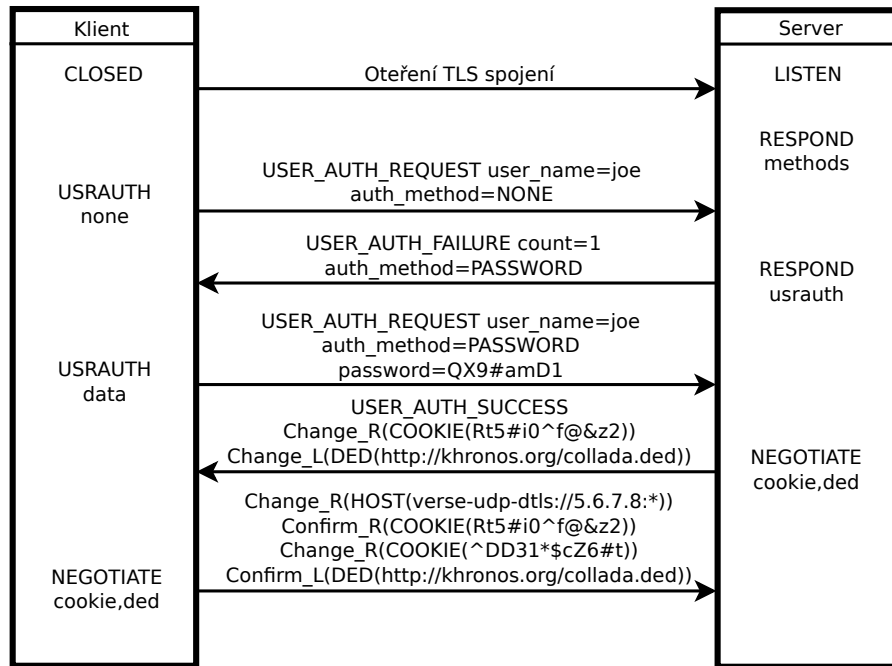 Klient
Server
CLOSED
Oteření TLS spojení
LISTEN
RESPOND
methods
USER_AUTH_REQUEST user_name=joe
auth_method=NONE
USRAUTH
none
USER_AUTH_FAILURE count=1
auth_method=PASSWORD
RESPOND
usrauth
USER_AUTH_REQUEST user_name=joe
auth_method=PASSWORD
password=QX9#amD1
USRAUTH
data
USER_AUTH_SUCCESS
Change_R(COOKIE(Rt5#i0^f@&z2))
Change_L(DED(http://khronos.org/collada.ded))
NEGOTIATE
cookie,ded
Change_R(HOST(verse-udp-dtls://5.6.7.8:*))
Confirm_R(COOKIE(Rt5#i0^f@&z2))
Change_R(COOKIE(^DD31*$cZ6#t))
Confirm_L(DED(http://khronos.org/collada.ded))
NEGOTIATE
cookie,ded